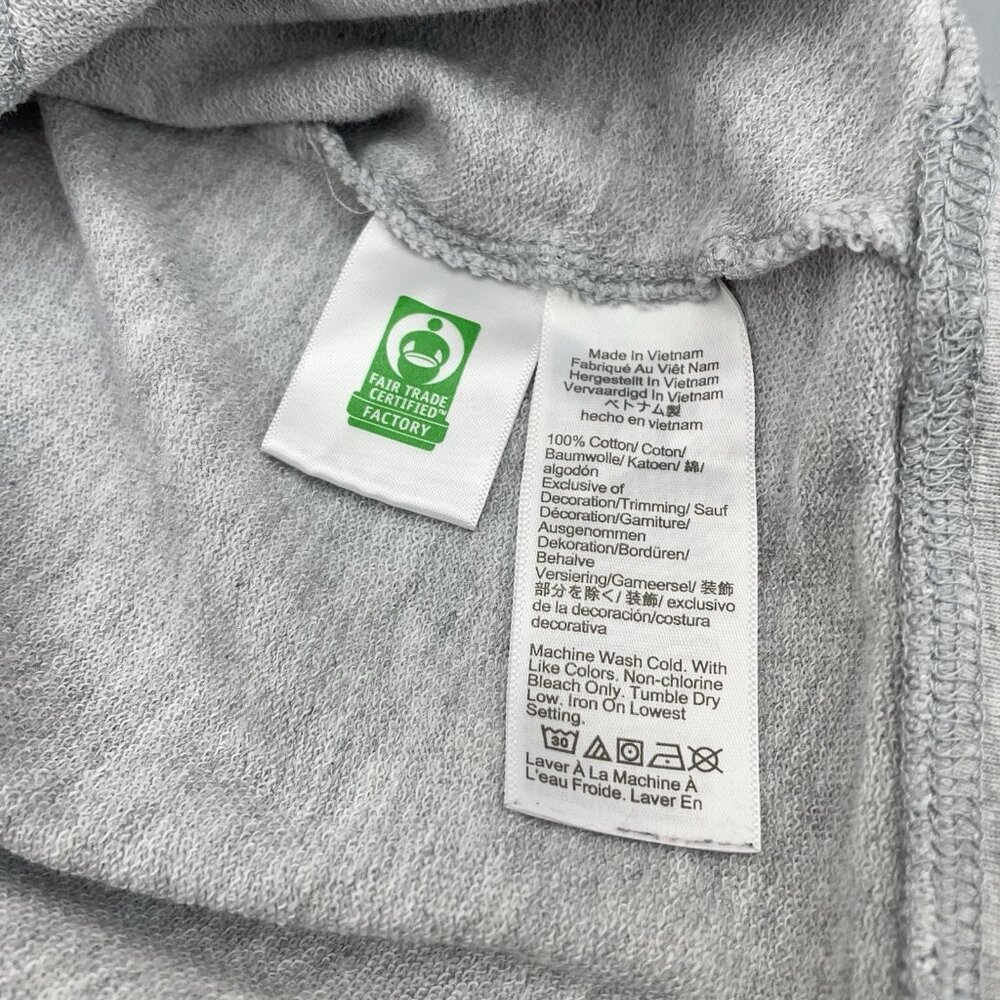 FAIR TRADE
CERTIFIED™
FACTORY
Made In Vietnam
Fabriqué Au Việt Nam
Hergestellt In Vietnam
Vervaardigd In Vietnam
ベトナム製
hecho en vietnam
100% Cotton/ Coton/
Baumwolle/ Katoen/ 綿/
algodón
Exclusive of
Decoration/Trimming/ Sauf
Décoration/Garniture/
Ausgenommen
Dekoration/Bordüren/
Behalve
Versiering/Garneersel/ 装飾
部分を除く/ 装飾/ exclusivo
de la decoración/costura
decorativa
Machine Wash Cold. With
Like Colors. Non-chlorine
Bleach Only. Tumble Dry
Low. Iron On Lowest
Setting.
30
Laver À La Machine À
L'eau Froide. Laver En